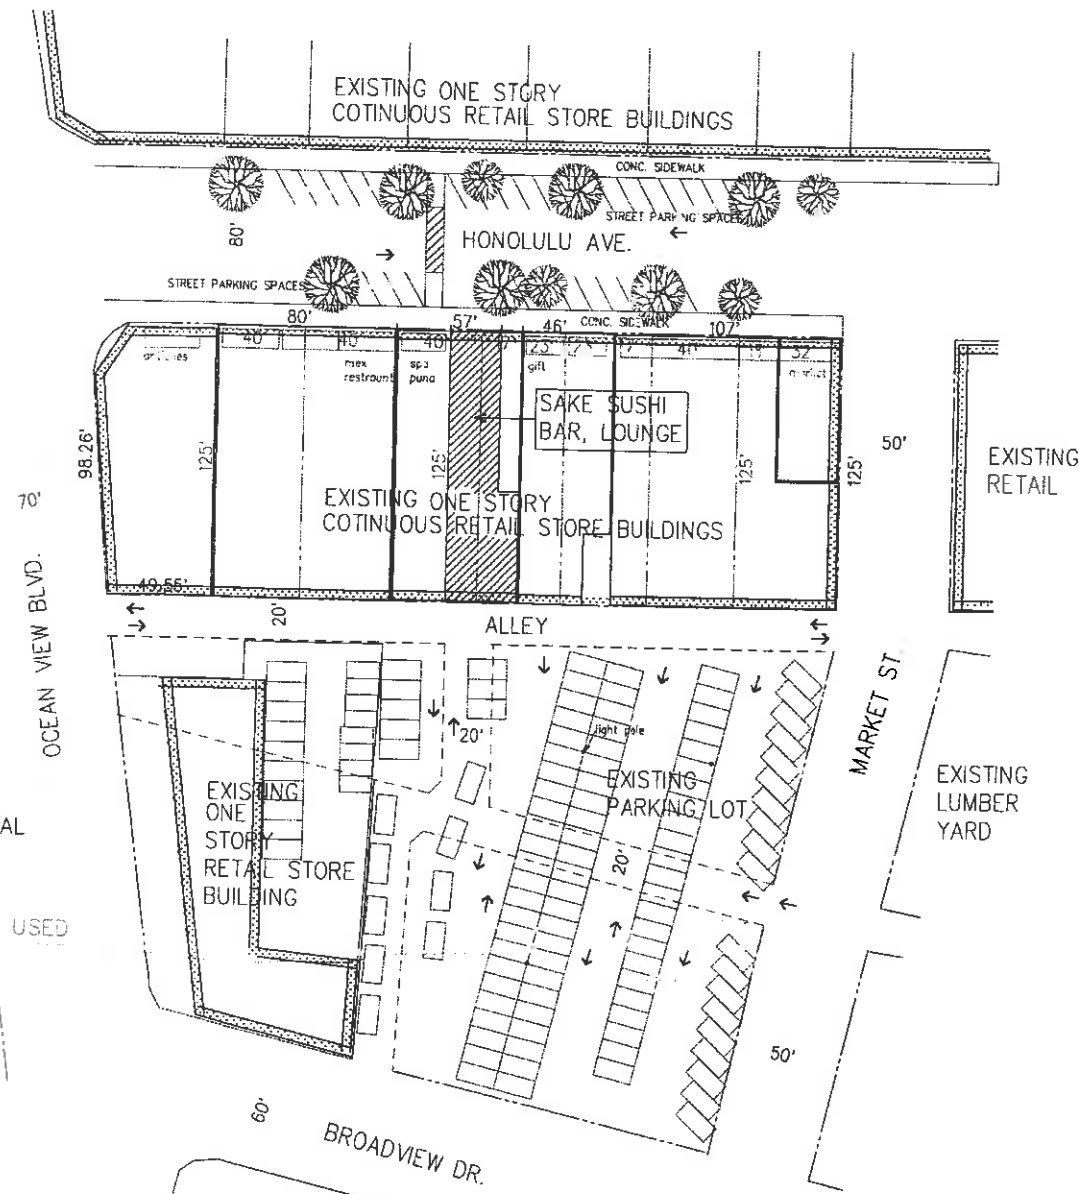 EXISTING ONE STORY
COTINUOUS RETAIL STORE BUILDINGS
CONC. SIDEWALK
STREET PARKING SPACES
80'
HONOLULU AVE.
STREET PARKING SPACES
80'
57'
46'
CONC. SIDEWALK
107'
40'
40'
40'
32'
mex
restraunt
spa
puna
gift
market
SAKE SUSHI
BAR, LOUNGE
98.26'
125'
125'
125'
125'
50'
EXISTING
RETAIL
70'
EXISTING ONE STORY
COTINUOUS RETAIL STORE BUILDINGS
49.55'
20'
ALLEY
OCEAN VIEW BLVD.
MARKET ST.
20'
light pole
EXISTING
PARKING LOT
EXISTING
LUMBER
YARD
EXISTING
ONE
STORY
RETAIL STORE
BUILDING
AL
20'
USED
50'
60'
BROADVIEW DR.